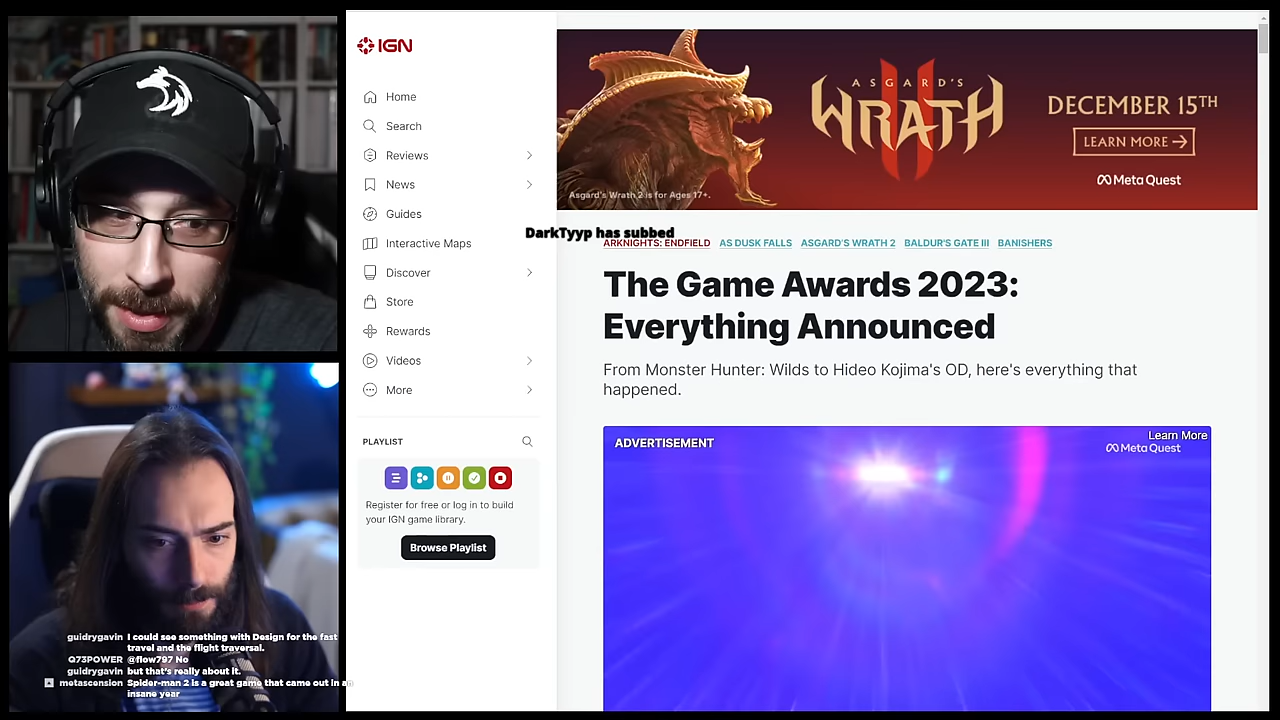 IGN
Home
Search
Reviews
News
Guides
Interactive Maps
Discover
Store
Rewards
Videos
More
PLAYLIST
Register for free or log in to build
your IGN game library.
Browse Playlist
ASGARD'S
WRATH II
DECEMBER 15TH
LEARN MORE
Meta Quest
Asgard's Wrath 2 is for Ages 17+.
DarkTyyp has subbed
ARKNIGHTS: ENDFIELD AS DUSK FALLS ASGARD'S WRATH 2 BALDUR'S GATE III BANISHERS
The Game Awards 2023:
Everything Announced
From Monster Hunter: Wilds to Hideo Kojima's OD, here's everything that
happened.
ADVERTISEMENT
Learn More
Meta Quest
guidrygavin I could see something with Design for the fast
travel and the flight traversal.
Q73POWER @flow797 No
guidrygavin but that's really about it.
metascension Spider-man 2 is a great game that came out in an
insane year